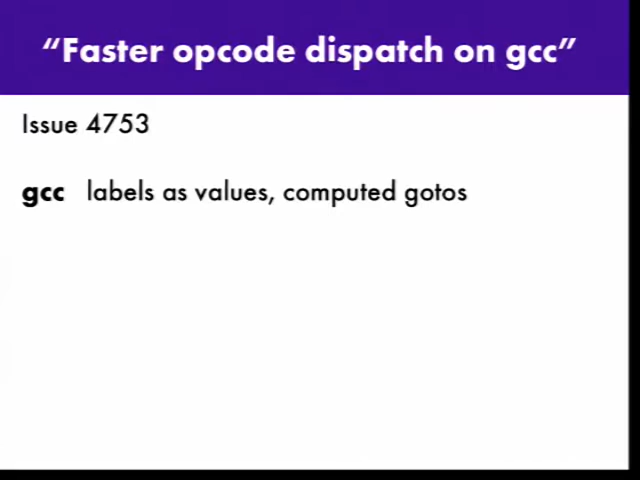 “Faster opcode dispatch on gcc”
Issue 4753
gcc labels as values, computed gotos